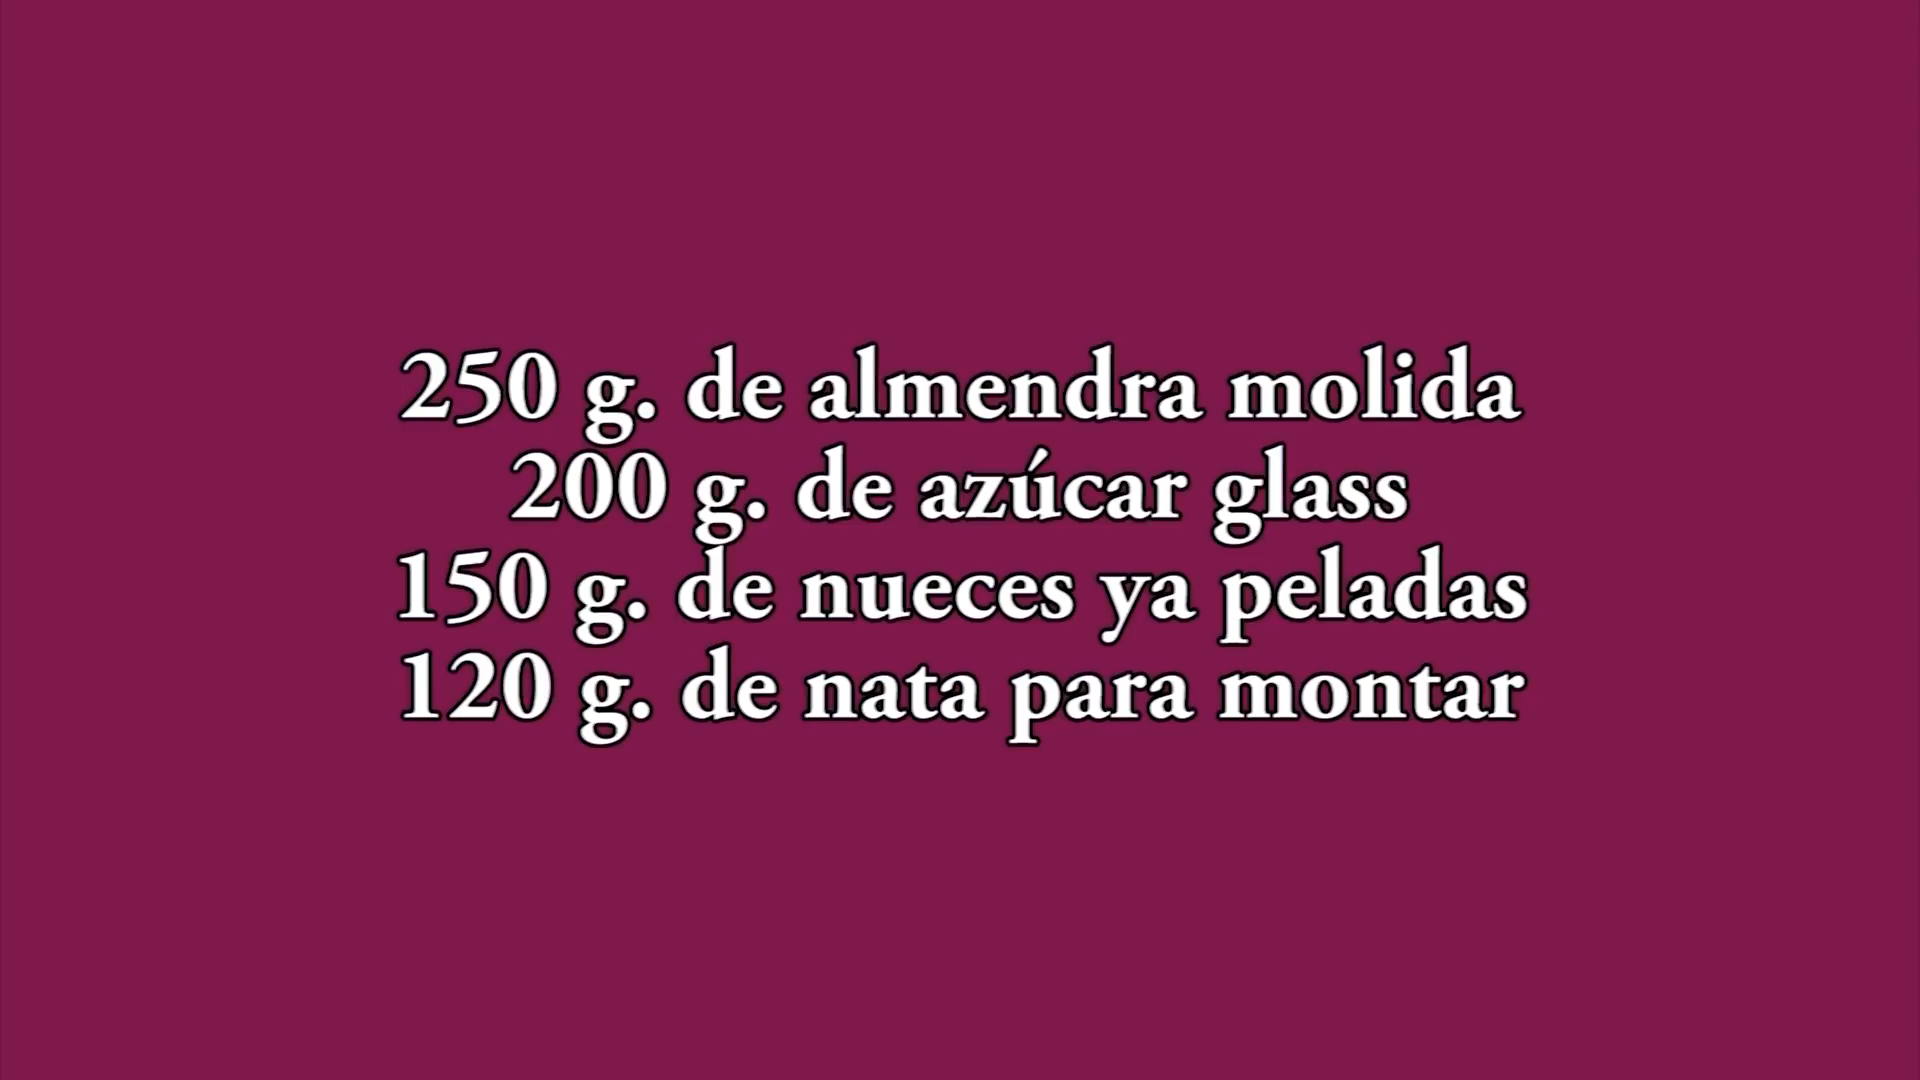 250 g. de almendra molida
200 g. de azúcar glass
150 g. de nueces ya peladas
120 g. de nata para montar